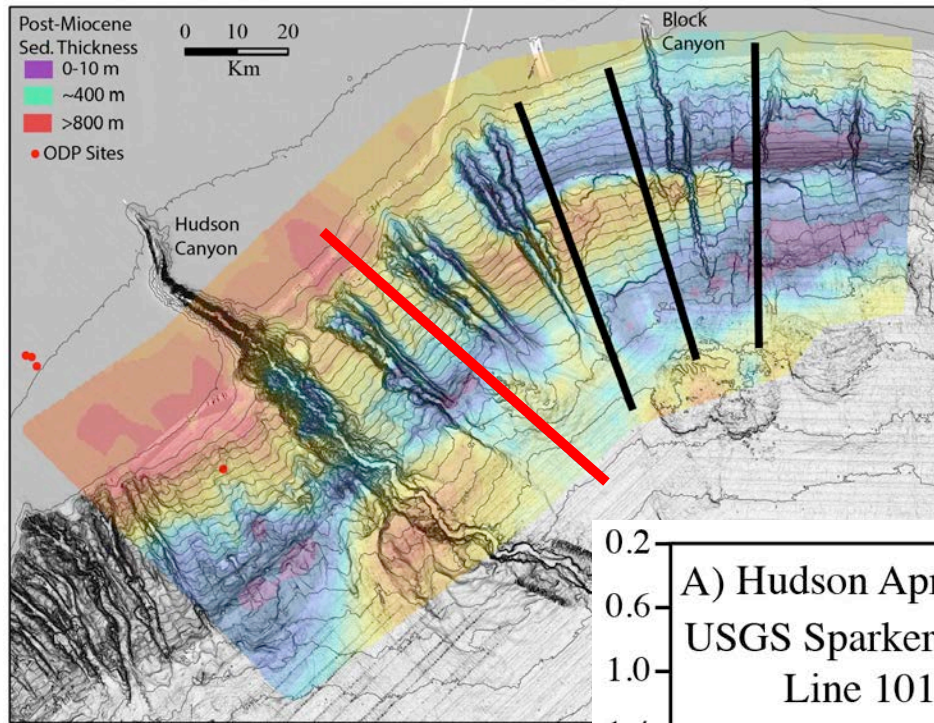 Post-Miocene
Sed. Thickness
0-10 m
~400 m
>800 m
ODP Sites
0 10 20
Km
Block
Canyon
Hudson
Canyon
0.2
A) Hudson Apr
0.6
USGS Sparker
1.0
Line 101